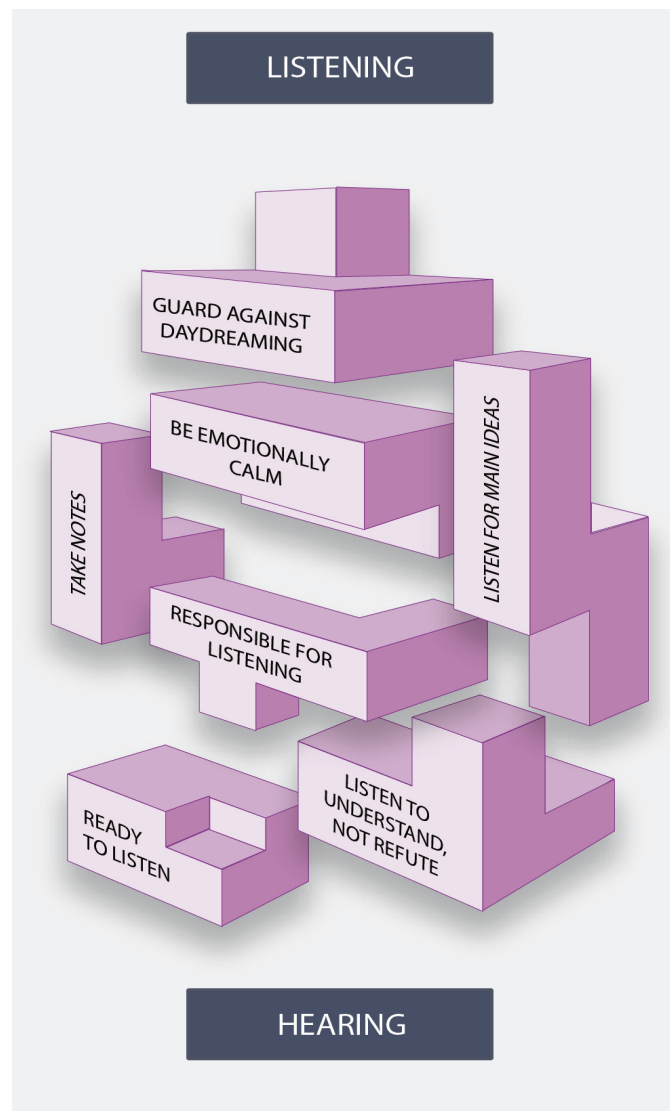 LISTENING
GUARD AGAINST
DAYDREAMING
BE EMOTIONALLY
CALM
LISTEN FOR MAIN IDEAS
TAKE NOTES
RESPONSIBLE FOR
LISTENING
READY
TO LISTEN
LISTEN TO
UNDERSTAND,
NOT REFUTE
HEARING